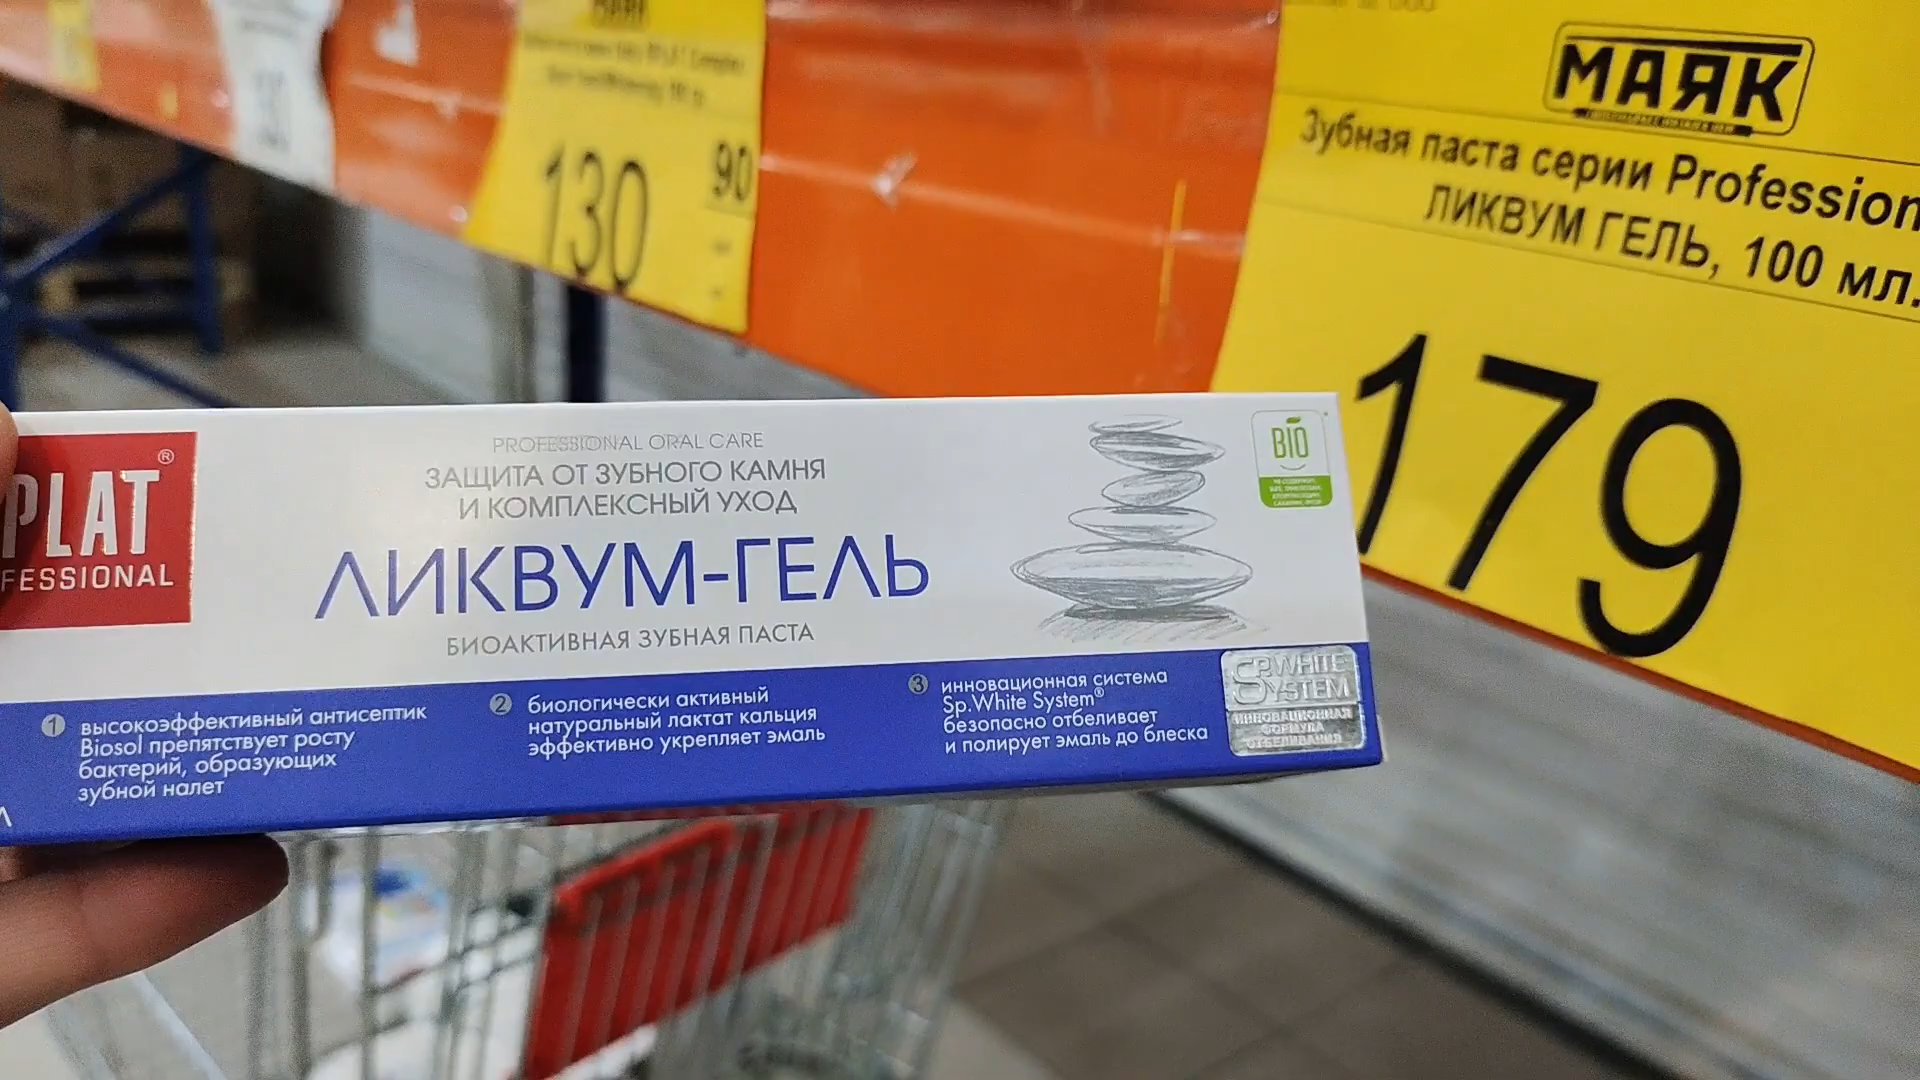 МАЯК
130
90
МАЯК
Зубная паста серии Profession
ЛИКВУМ ГЕЛЬ, 100 мл.
179
PLAT®
FESSIONAL
PROFESSIONAL ORAL CARE
ЗАЩИТА ОТ ЗУБНОГО КАМНЯ
И КОМПЛЕКСНЫЙ УХОД
ЛИКВУМ-ГЕЛЬ
БИОАКТИВНАЯ ЗУБНАЯ ПАСТА
BIO
1 высокоэффективный антисептик
Biosol препятствует росту
бактерий, образующих
зубной налет
2 биологически активный
натуральный лактат кальция
эффективно укрепляет эмаль
3 инновационная система
Sp.White System®
безопасно отбеливает
и полирует эмаль до блеска
SP.WHITE
SYSTEM
ИННОВАЦИОННАЯ
ФОРМУЛА
ОТБЕЛИВАНИЯ